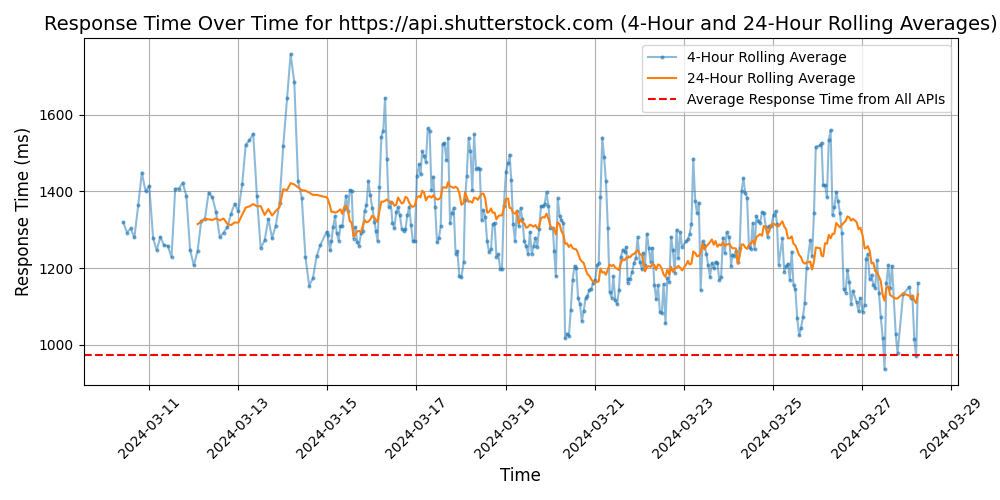 Response Time Over Time for https://api.shutterstock.com (4-Hour and 24-Hour Rolling Averages)
4-Hour Rolling Average
24-Hour Rolling Average
Average Response Time from All APIs
Response Time (ms)
1600
1400
1200
1000
2024-03-11
2024-03-13
2024-03-15
2024-03-17
2024-03-19
2024-03-21
2024-03-23
2024-03-25
2024-03-27
2024-03-29
Time